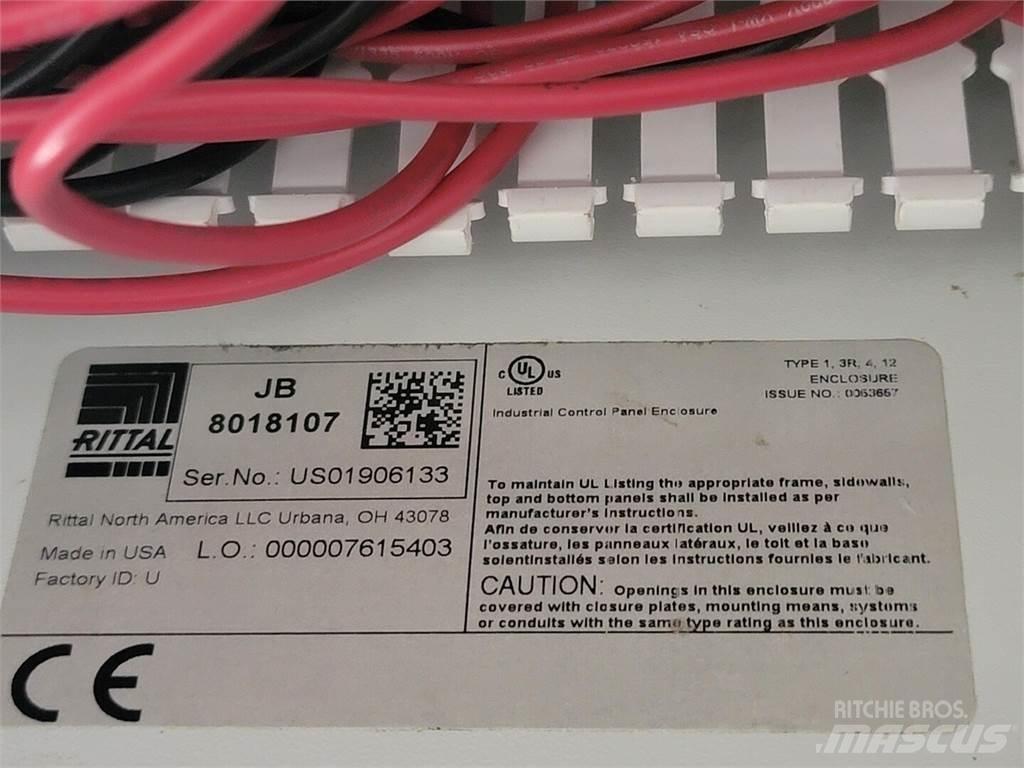 RITTAL
JB
8018107
Ser.No.: US01906133
Rittal North America LLC Urbana, OH 43078
Made in USA L.O.: 000007615403
Factory ID: U
C UL US
LISTED
TYPE 1, 3R, 4, 12
ENCLOSURE
ISSUE NO.: 0053657
Industrial Control Panel Enclosure
To maintain UL Listing the appropriate frame, sidewalls,
top and bottom panels shall be installed as per
manufacturer's instructions.
Afin de conserver la certification UL, veillez à ce que
l'ossature, les panneaux latéraux, le toit et la base
soientinstallés selon les instructions fournies le fabricant.
CAUTION: Openings in this enclosure must be
covered with closure plates, mounting means, systems
or conduits with the same type rating as this enclosure.
CE
RITCHIE BROS.
MASCUS